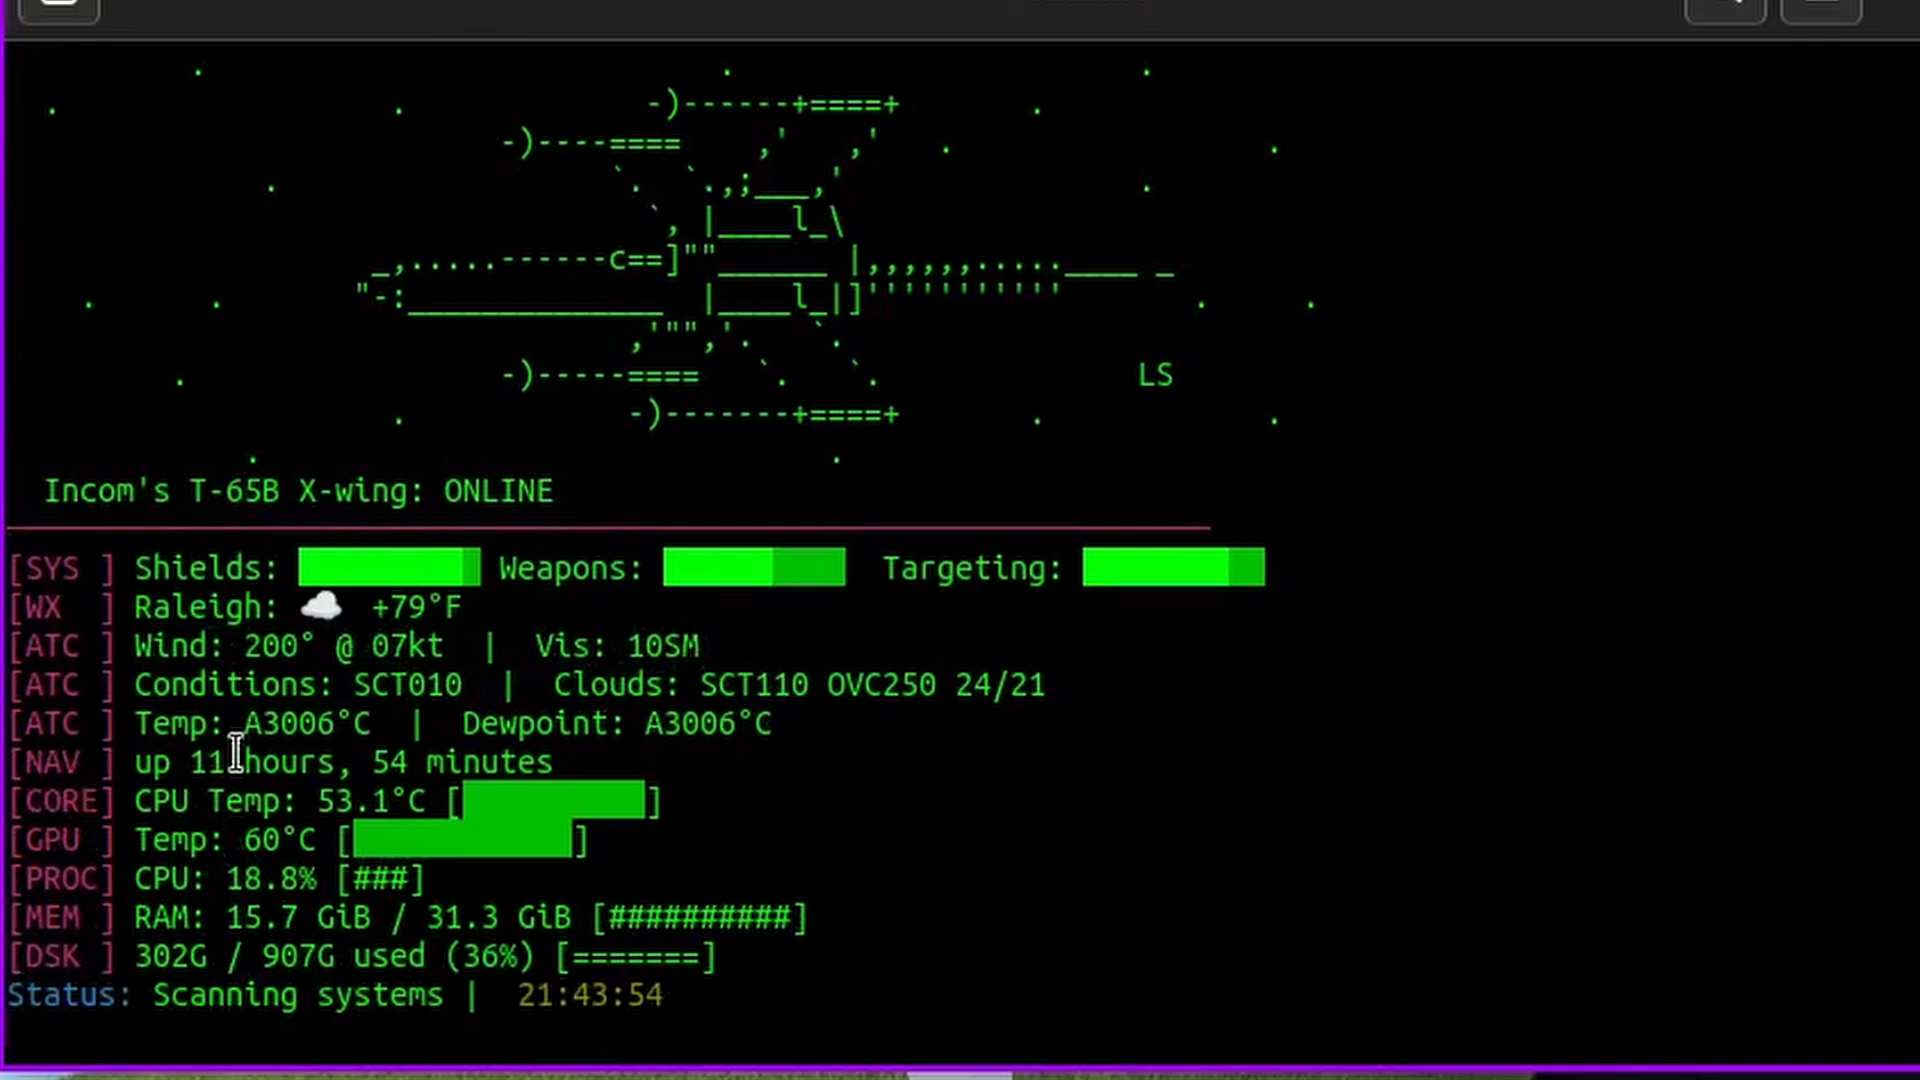 LS
Incom's T-65B X-wing: ONLINE
[SYS ] Shields: Weapons: Targeting:
[WX  ] Raleigh: ☁️ +79°F
[ATC ] Wind: 200° @ 07kt | Vis: 10SM
[ATC ] Conditions: SCT010 | Clouds: SCT110 OVC250 24/21
[ATC ] Temp: A3006°C | Dewpoint: A3006°C
[NAV ] up 11 hours, 54 minutes
[CORE] CPU Temp: 53.1°C [          ]
[GPU ] Temp: 60°C [            ]
[PROC] CPU: 18.8% [###]
[MEM ] RAM: 15.7 GiB / 31.3 GiB [##########]
[DSK ] 302G / 907G used (36%) [=======]
Status: Scanning systems | 21:43:54